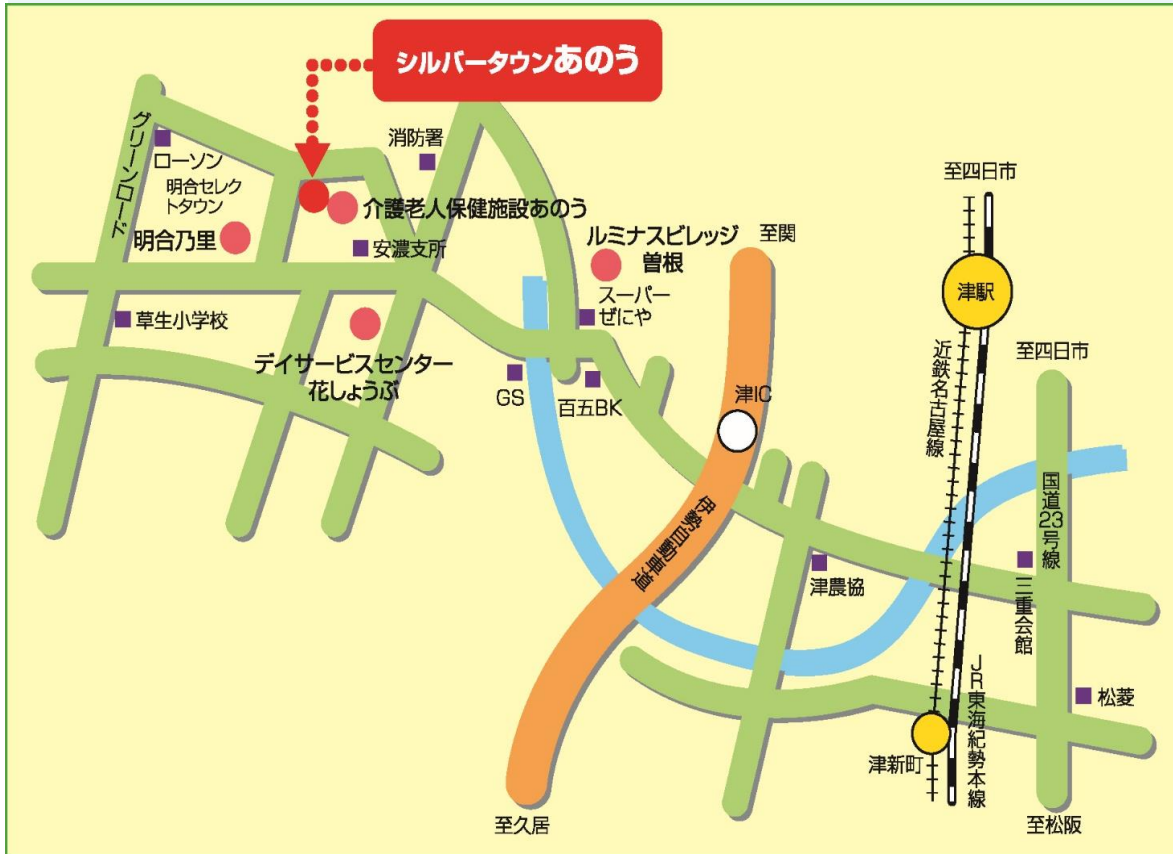 シルバータウンあのう
グリーンロード
ローソン
明合セレク
トタウン
明合乃里
消防署
介護老人保健施設あのう
安濃支所
ルミナスビレッジ
曽根
スーパー
ぜにや
至関
至四日市
津駅
草生小学校
デイサービスセンター
花しょうぶ
GS
百五BK
津IC
近鉄名古屋線
至四日市
国道23号線
伊勢自動車道
津農協
三重会館
JR東海紀勢本線
松菱
津新町
至久居
至松阪